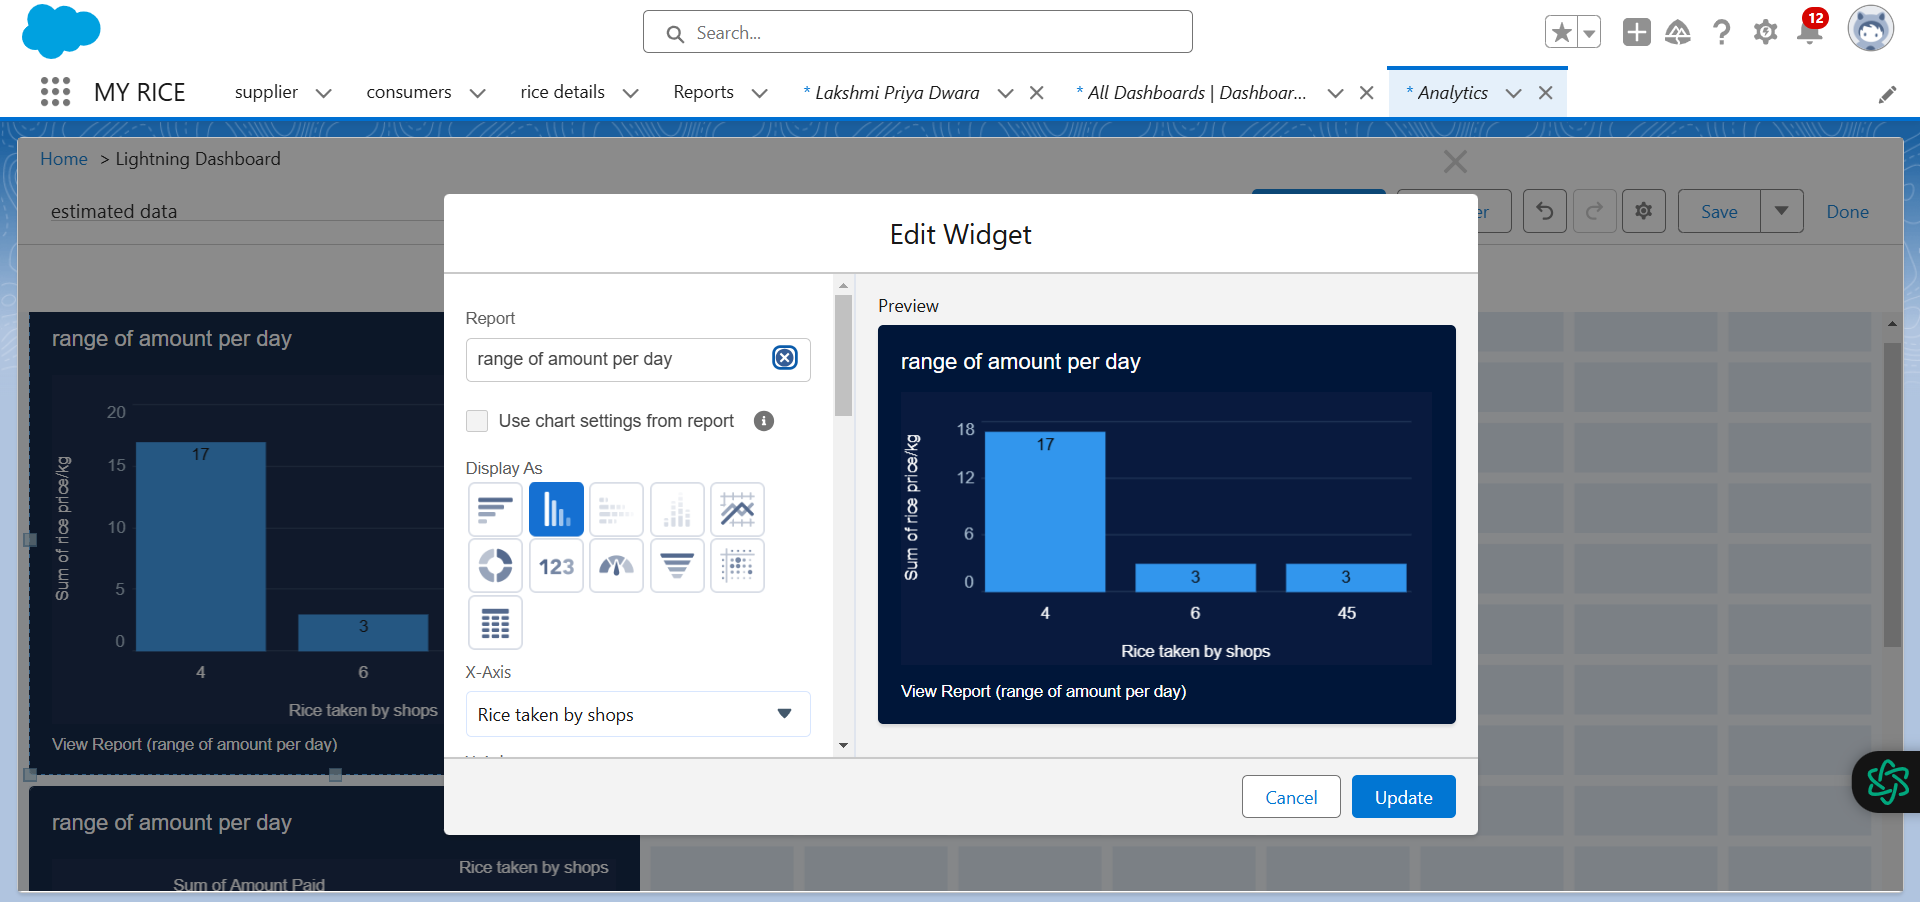 Search...
12
MY RICE
supplier
consumers
rice details
Reports
* Lakshmi Priya Dwara
* All Dashboards | Dashboar...
* Analytics
Home > Lightning Dashboard
estimated data
er
Save
Done
Edit Widget
range of amount per day
20
15
10
5
0
Sum of rice price/kg
17
3
4
6
Rice taken by shops
View Report (range of amount per day)
range of amount per day
Rice taken by shops
Sum of Amount Paid
Report
range of amount per day
Use chart settings from report
Display As
123
X-Axis
Rice taken by shops
Preview
range of amount per day
18
12
6
0
Sum of rice price/kg
17
3
3
4
6
45
Rice taken by shops
View Report (range of amount per day)
Cancel
Update